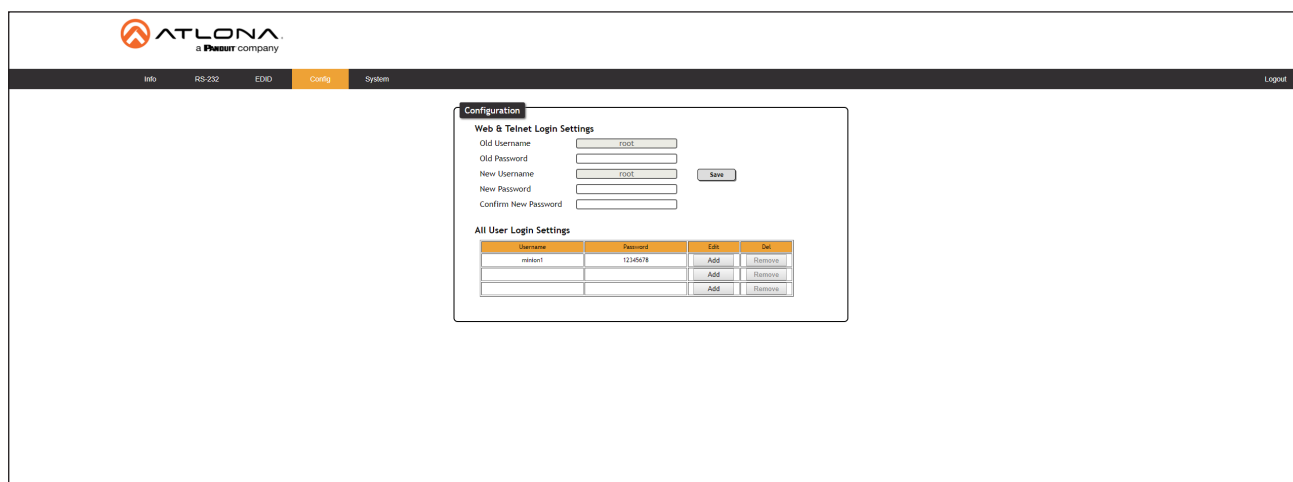 ATLONA.
a PANDUIT company
Info RS-232 EDID Config System Logout
Configuration
Web & Telnet Login Settings
Old Username root
Old Password
New Username root Save
New Password
Confirm New Password
All User Login Settings
Username Password Edit Del
minion1 12345678 Add Remove
Add Remove
Add Remove